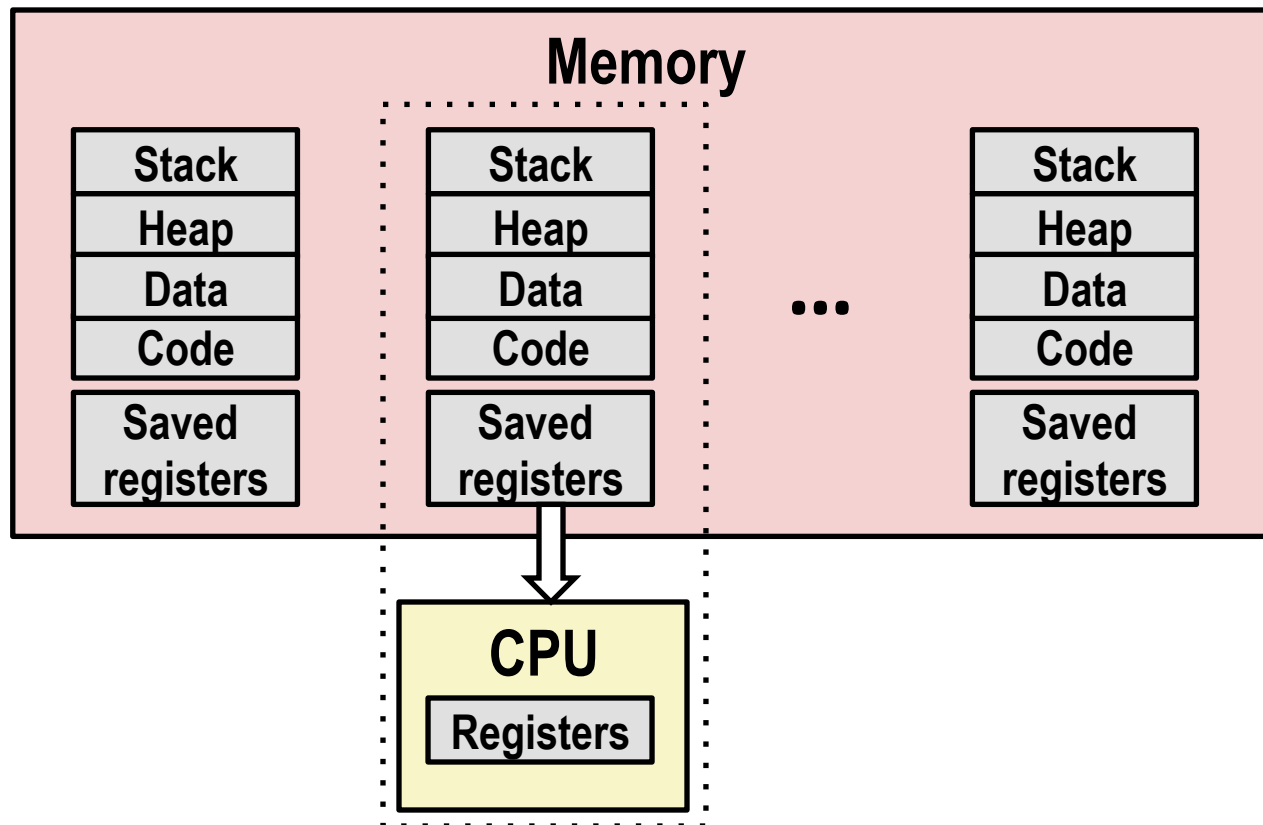 Memory
Stack
Heap
Data
Code
Saved
registers
Stack
Heap
Data
Code
Saved
registers
...
Stack
Heap
Data
Code
Saved
registers
CPU
Registers